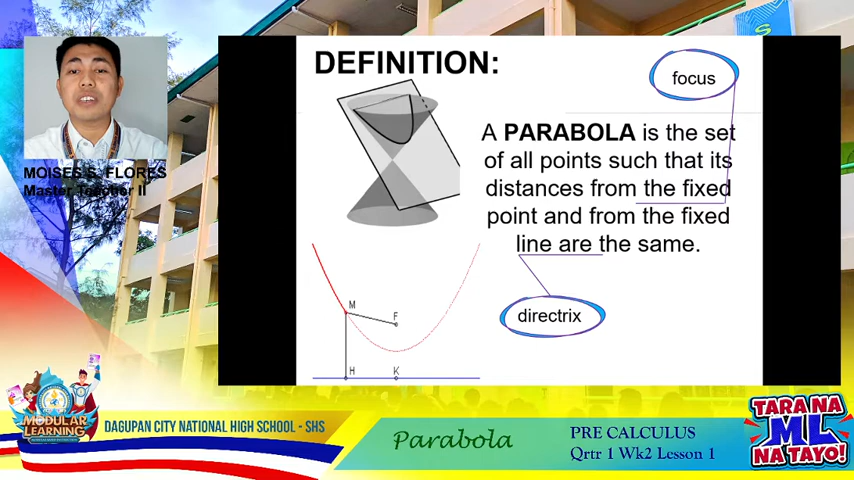 DEFINITION:
focus
A PARABOLA is the set
of all points such that its
distances from the fixed
point and from the fixed
line are the same.
directrix
M
F
H
K
MOISES S. FLORES
Master Teacher II
MODULAR
LEARNING
DAGUPAN CITY NATIONAL HIGH SCHOOL - SHS
Parabola
PRE CALCULUS
Qrtr 1 Wk2 Lesson 1
TARA NA
ML
NA TAYO!